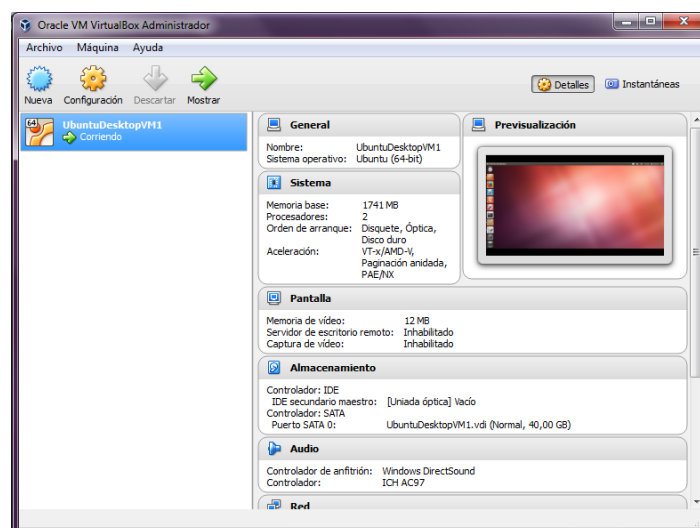 Oracle VM VirtualBox Administrador
Archivo Máquina Ayuda
Nueva Configuración Descartar Mostrar
Detalles Instantáneas
64
UbuntuDesktopVM1
Corriendo
General
Nombre: UbuntuDesktopVM1
Sistema operativo: Ubuntu (64-bit)
Previsualización
Sistema
Memoria base: 1741 MB
Procesadores: 2
Orden de arranque: Disquete, Óptica,
Disco duro
Aceleración: VT-x/AMD-V,
Paginación anidada,
PAE/NX
Pantalla
Memoria de vídeo: 12 MB
Servidor de escritorio remoto: Inhabilitado
Captura de vídeo: Inhabilitado
Almacenamiento
Controlador: IDE
IDE secundario maestro: [Uniada óptica] Vacío
Controlador: SATA
Puerto SATA 0: UbuntuDesktopVM1.vdi (Normal, 40,00 GB)
Audio
Controlador de anfitrión: Windows DirectSound
Controlador: ICH AC97
Red